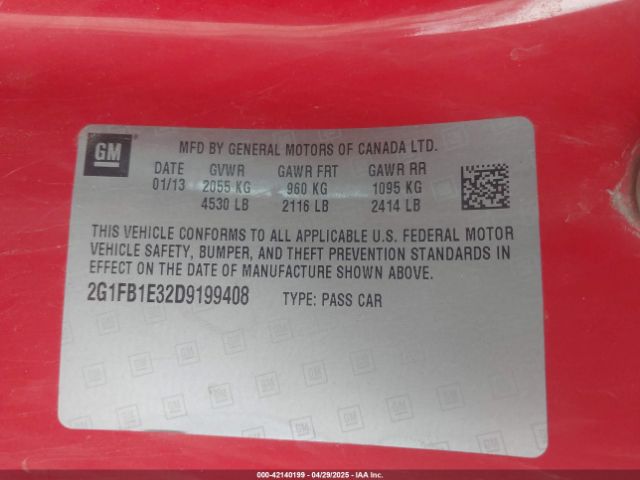 GM
MFD BY GENERAL MOTORS OF CANADA LTD.
DATE GVWR GAWR FRT GAWR RR
01/13 2055 KG 960 KG 1095 KG
4530 LB 2116 LB 2414 LB
THIS VEHICLE CONFORMS TO ALL APPLICABLE U.S. FEDERAL MOTOR
VEHICLE SAFETY, BUMPER, AND THEFT PREVENTION STANDARDS IN
EFFECT ON THE DATE OF MANUFACTURE SHOWN ABOVE.
2G1FB1E32D9199408 TYPE: PASS CAR
000-42140199 - 04/29/2025 - IAA Inc.